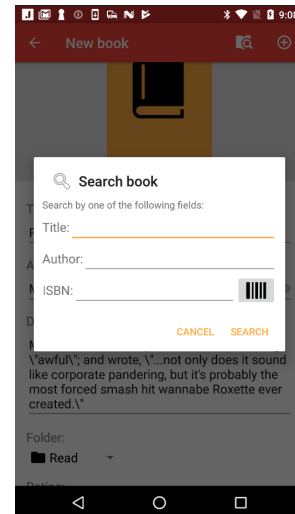 9:08
New book
Search book
Search by one of the following fields:
Title:
Author:
ISBN:
CANCEL SEARCH
\"awful\"; and wrote, \"...not only does it sound
like corporate pandering, but it's probably the
most forced smash hit wannabe Roxette ever
created.\"
Folder:
Read